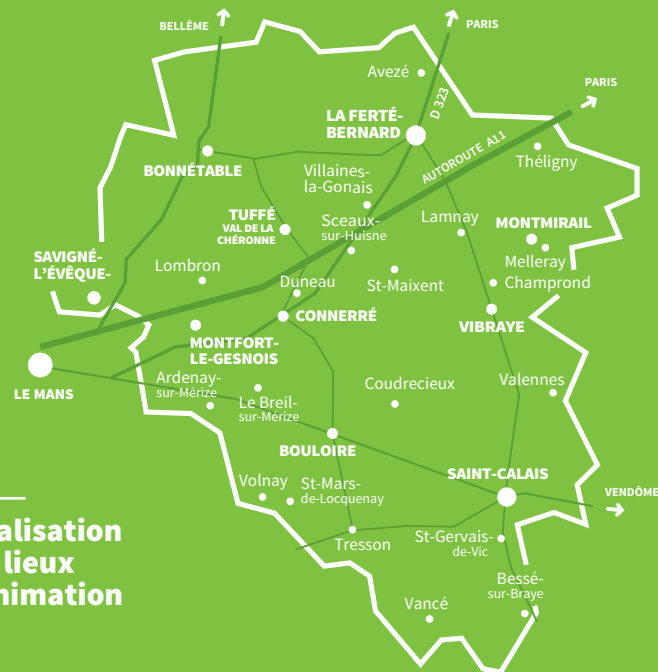 BELLÊME
PARIS
PARIS
Avezé
D 323
LA FERTÉ-
BERNARD
AUTOROUTE A11
Théligny
BONNÉTABLE
Villaines-
la-Gonais
TUFFÉ
VAL DE LA
CHÉRONNE
Sceaux-
sur-Huisne
Lamnay
MONTMIRAIL
Melleray
SAVIGNÉ-
L’ÉVÊQUE-
Lombron
Duneau
St-Maixent
Champrond
CONNERRÉ
VIBRAYE
MONTFORT-
LE-GESNOIS
LE MANS
Ardenay-
sur-Mérize
Le Breil-
sur-Mérize
Coudrecieux
Valennes
BOULOIRE
SAINT-CALAIS
VENDÔME
Volnay
St-Mars-
de-Locquenay
Tresson
St-Gervais-
de-Vic
Bessé-
sur-Braye
Vancé
alisation
lieux
nimation